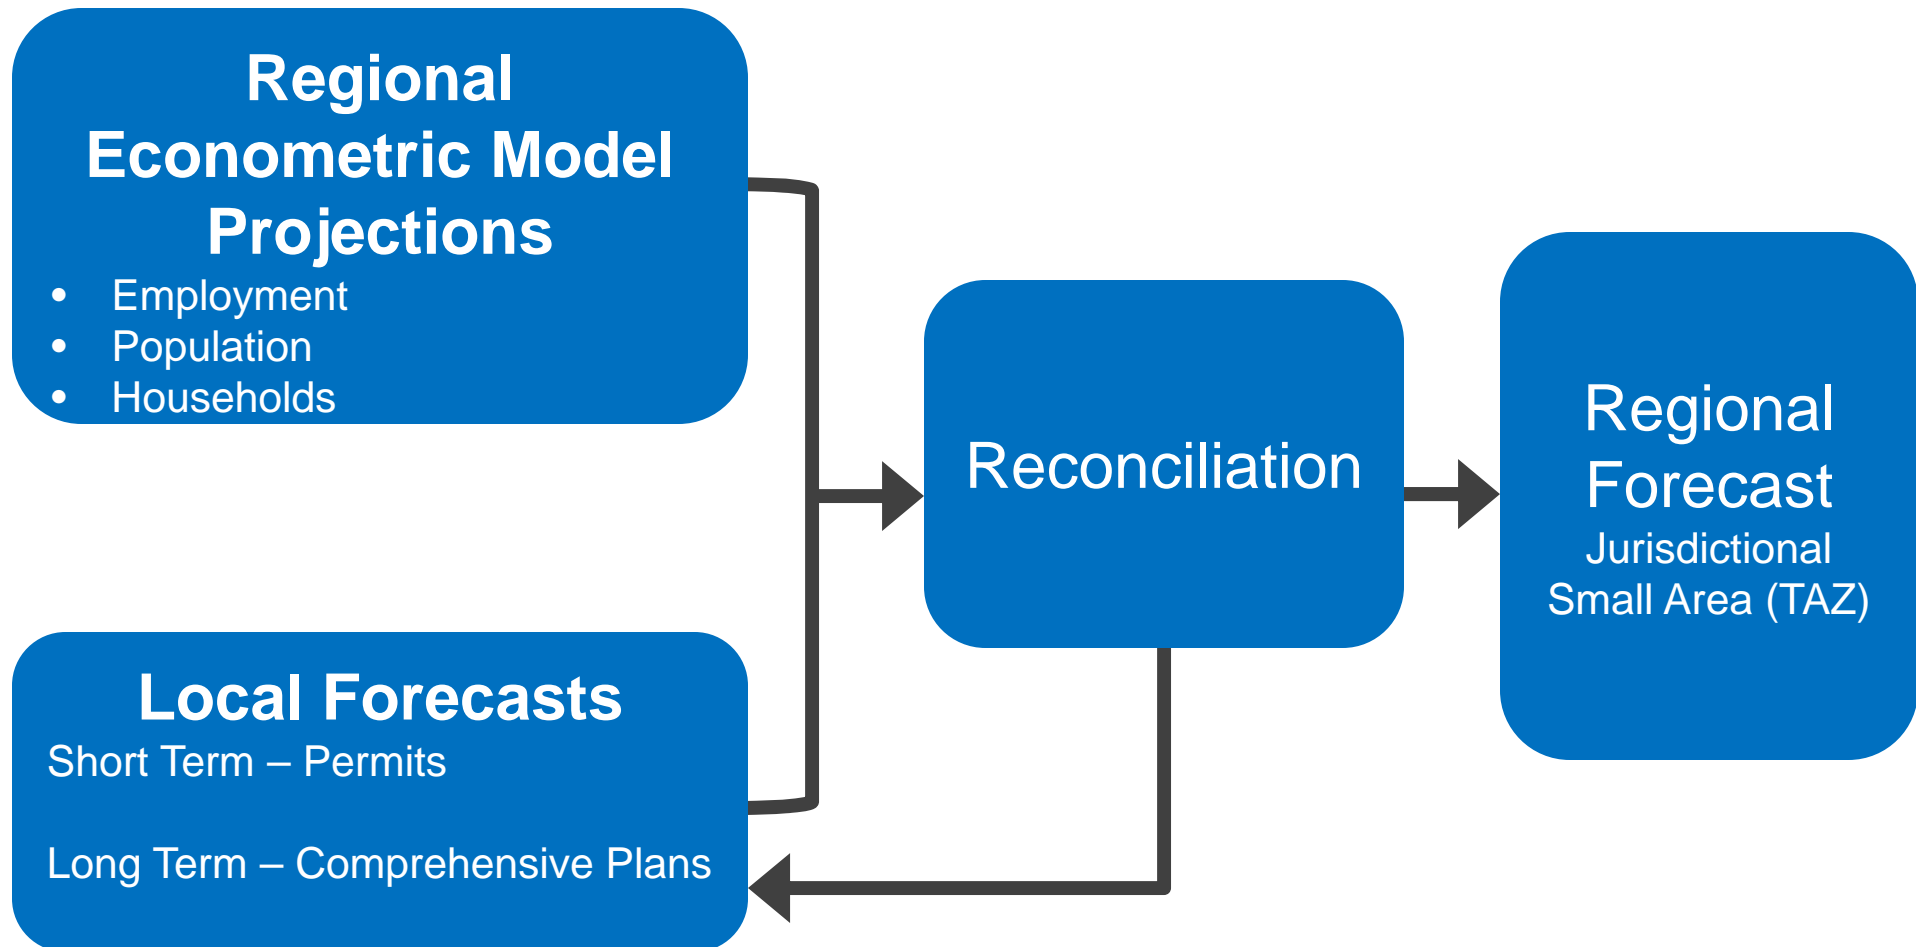 Regional
Econometric Model
Projections
• Employment
• Population
• Households
Local Forecasts
Short Term – Permits
Long Term – Comprehensive Plans
Reconciliation
Regional
Forecast
Jurisdictional
Small Area (TAZ)